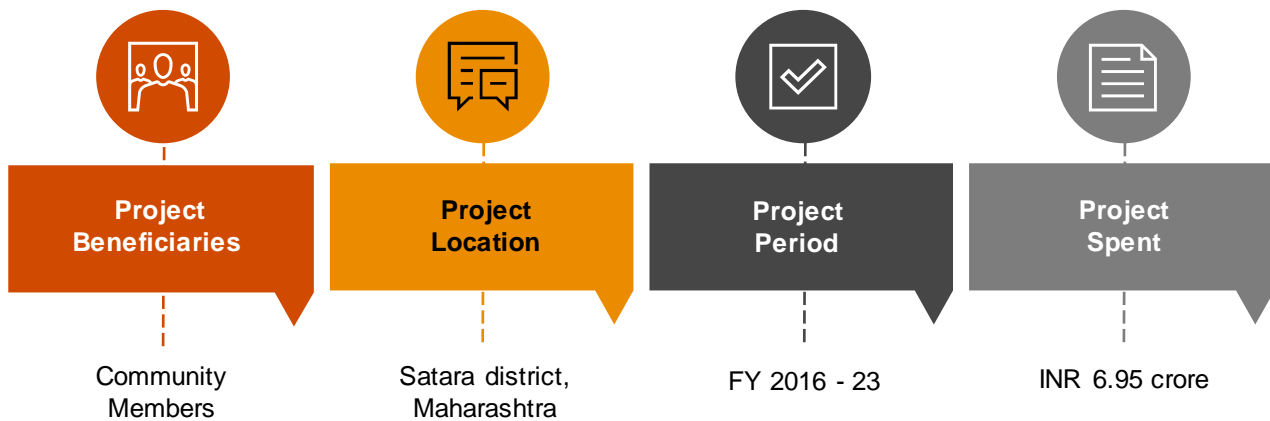 Project
Beneficiaries
Project
Location
Project
Period
Project
Spent
Community
Members
Satara district,
Maharashtra
FY 2016 - 23
INR 6.95 crore